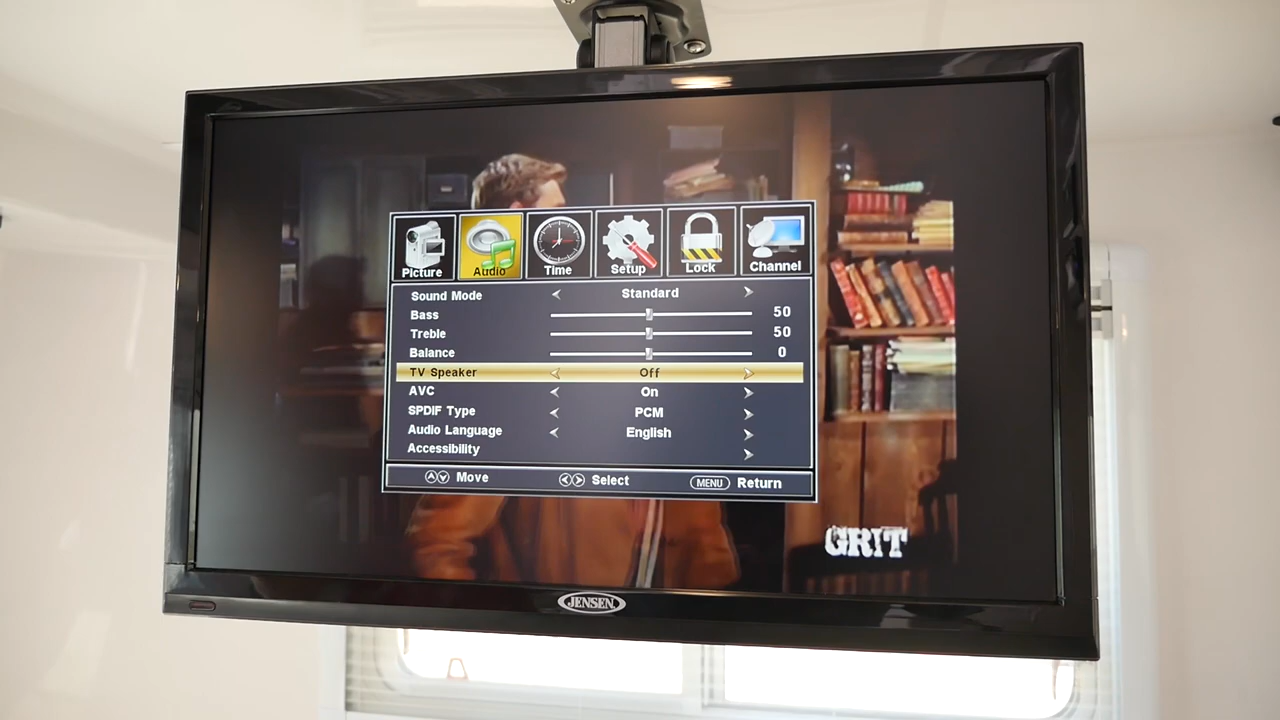 Picture Audio Time Setup Lock Channel
Sound Mode Standard
Bass 50
Treble 50
Balance 0
TV Speaker Off
AVC On
SPDIF Type PCM
Audio Language English
Accessibility
Move Select MENU Return
GRIT
JENSEN